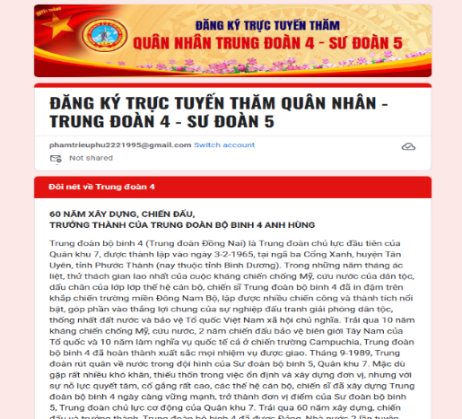 ĐĂNG KÝ TRỰC TUYẾN THĂM
QUÂN NHÂN TRUNG ĐOÀN 4 - SƯ ĐOÀN 5
ĐĂNG KÝ TRỰC TUYẾN THĂM QUÂN NHÂN -
TRUNG ĐOÀN 4 - SƯ ĐOÀN 5
phamtrieuphu2221995@gmail.com Switch account
Not shared
Đôi nét về Trung đoàn 4
60 NĂM XÂY DỰNG, CHIẾN ĐẤU,
TRƯỞNG THÀNH CỦA TRUNG ĐOÀN BỘ BINH 4 ANH HÙNG
Trung đoàn bộ binh 4 (Trung đoàn Đồng Nai) là Trung đoàn chủ lực đầu tiên của
Quân khu 7, được thành lập vào ngày 3-2-1965, tại ngã ba Cổng Xanh, huyện Tân
Uyên, tỉnh Phước Thành (nay thuộc tỉnh Bình Dương). Trong những năm tháng ác
liệt, thử thách gian lao nhất của cuộc kháng chiến chống Mỹ, cứu nước của dân tộc,
dấu chân của lớp lớp thế hệ cán bộ, chiến sĩ Trung đoàn bộ binh 4 đã in đậm trên
khắp chiến trường miền Đông Nam Bộ, lập được nhiều chiến công và thành tích nổi
bật, góp phần vào thắng lợi chung của sự nghiệp đấu tranh giải phóng dân tộc,
thống nhất đất nước và bảo vệ Tổ quốc Việt Nam xã hội chủ nghĩa. Trải qua 10 năm
kháng chiến chống Mỹ, cứu nước, 2 năm chiến đấu bảo vệ biên giới Tây Nam của
Tổ quốc và 10 năm làm nghĩa vụ quốc tế cả ở chiến trường Campuchia, Trung đoàn
bộ binh 4 đã hoàn thành xuất sắc mọi nhiệm vụ được giao. Tháng 9-1989, Trung
đoàn rút quân về nước trong đội hình của Sư đoàn bộ binh 5, Quân khu 7. Mặc dù
gặp rất nhiều khó khăn, thiếu thốn trong việc ổn định và xây dựng đơn vị, nhưng với
sự nỗ lực quyết tâm, cố gắng rất cao, các thế hệ cán bộ, chiến sĩ đã xây dựng Trung
đoàn bộ binh 4 ngày càng vững mạnh, trở thành đơn vị điểm của Sư đoàn bộ binh
5, Trung đoàn chủ lực cơ động của Quân khu 7. Trải qua 60 năm xây dựng, chiến
đấu và trưởng thành, Trung đoàn bộ binh 4 đã được Đảng, Nhà nước 2 lần tuyên